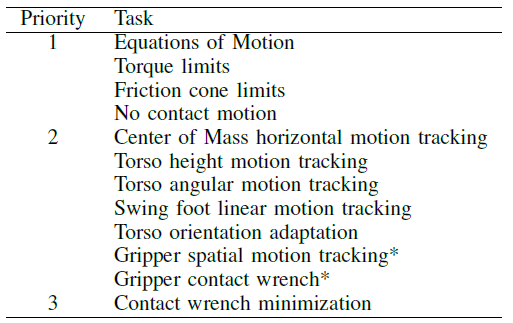 Priority Task
1 Equations of Motion
Torque limits
Friction cone limits
No contact motion
2 Center of Mass horizontal motion tracking
Torso height motion tracking
Torso angular motion tracking
Swing foot linear motion tracking
Torso orientation adaptation
Gripper spatial motion tracking*
Gripper contact wrench*
3 Contact wrench minimization